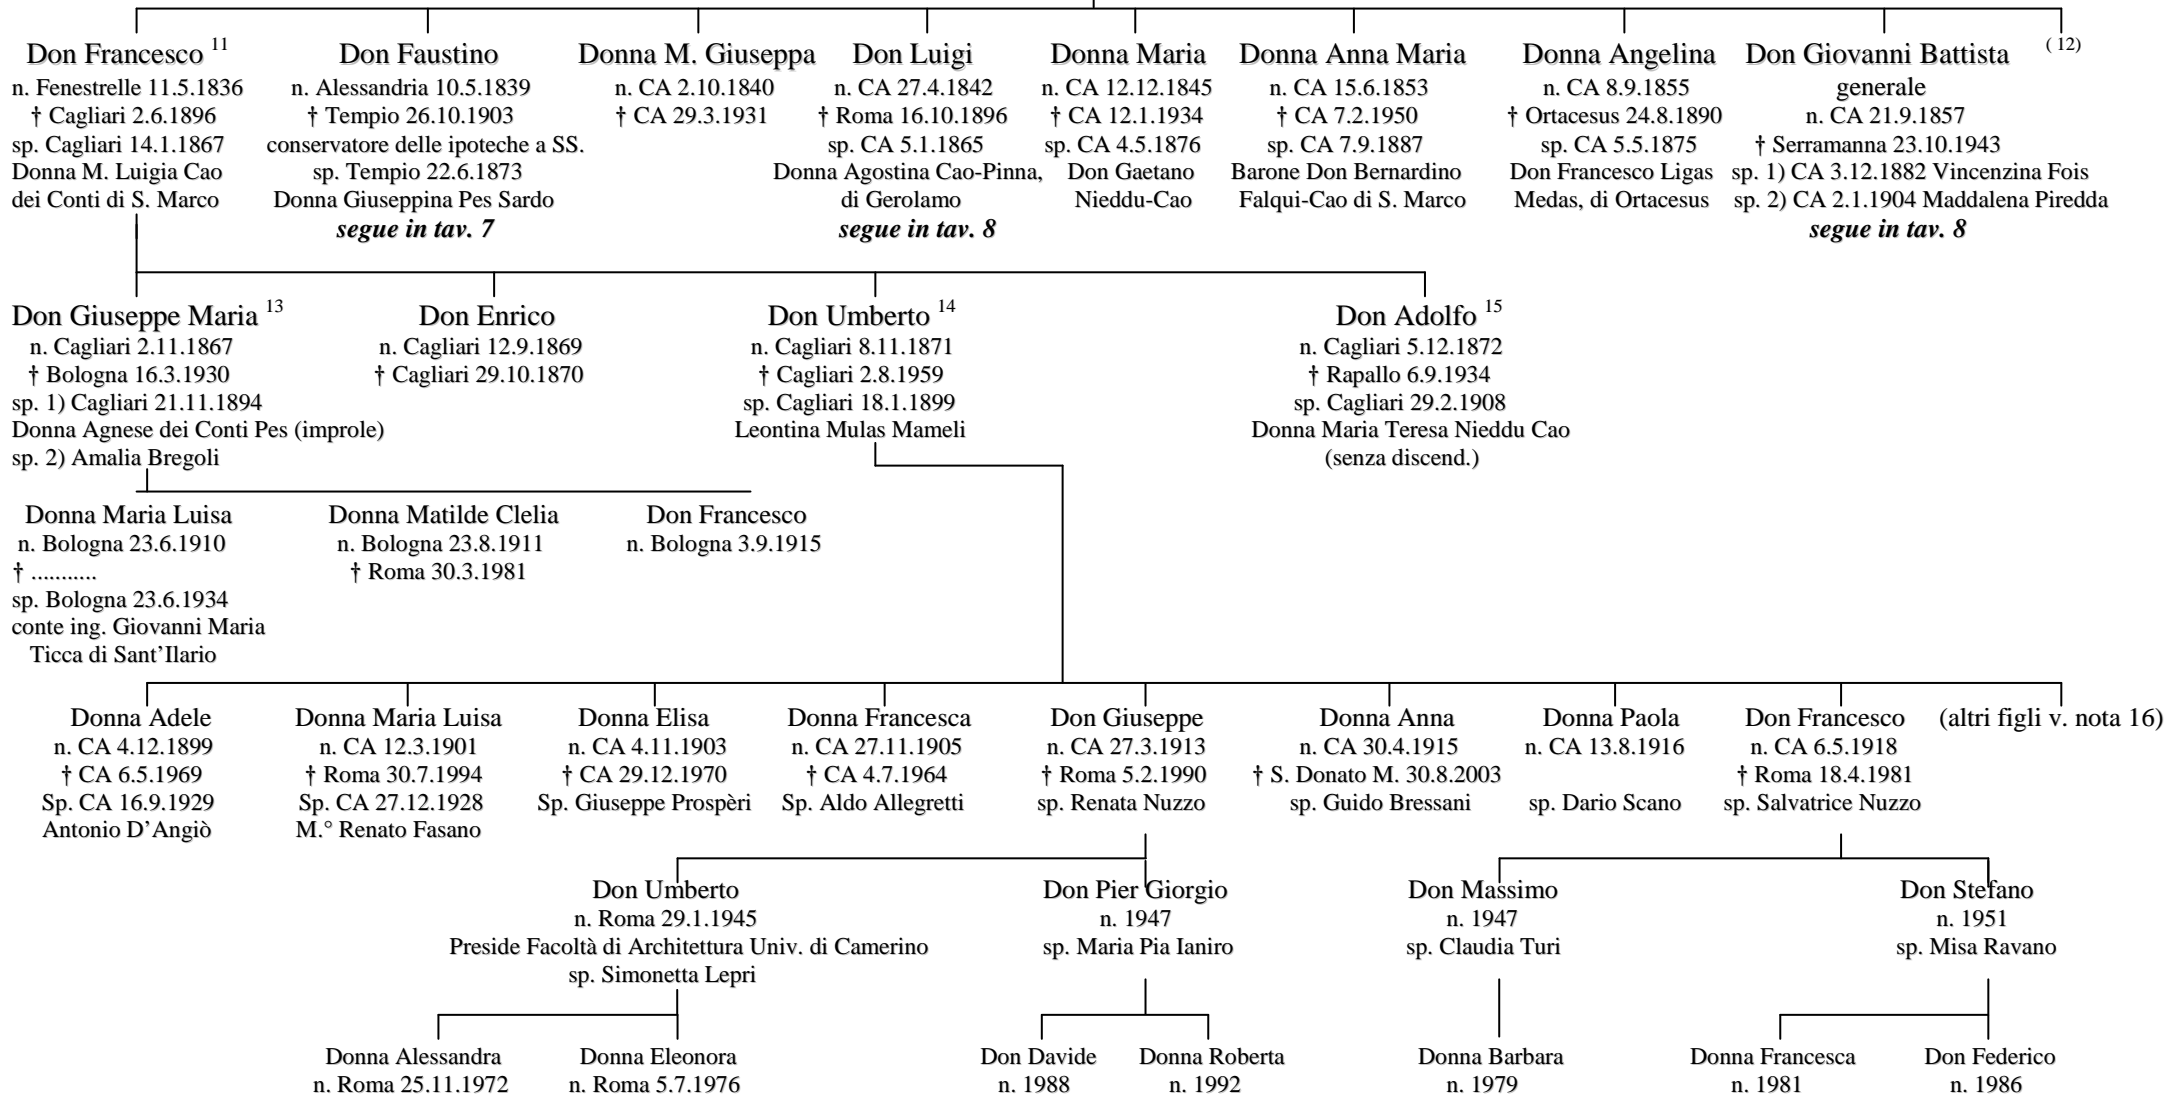 Don Francesco 11
n. Fenestrelle 11.5.1836
† Cagliari 2.6.1896
sp. Cagliari 14.1.1867
Donna M. Luigia Cao
dei Conti di S. Marco
Don Faustino
n. Alessandria 10.5.1839
† Tempio 26.10.1903
conservatore delle ipoteche a SS.
sp. Tempio 22.6.1873
Donna Giuseppina Pes Sardo
segue in tav. 7
Donna M. Giuseppa
n. CA 2.10.1840
† CA 29.3.1931
Don Luigi
n. CA 27.4.1842
† Roma 16.10.1896
sp. CA 5.1.1865
Donna Agostina Cao-Pinna,
di Gerolamo
segue in tav. 8
Donna Maria
n. CA 12.12.1845
† CA 12.1.1934
sp. CA 4.5.1876
Don Gaetano
Nieddu-Cao
Donna Anna Maria
n. CA 15.6.1853
† CA 7.2.1950
sp. CA 7.9.1887
Barone Don Bernardino
Falqui-Cao di S. Marco
Donna Angelina
n. CA 8.9.1855
† Ortacesus 24.8.1890
sp. CA 5.5.1875
Don Francesco Ligas
Medas, di Ortacesus
Don Giovanni Battista
generale
n. CA 21.9.1857
† Serramanna 23.10.1943
sp. 1) CA 3.12.1882 Vincenzina Fois
sp. 2) CA 2.1.1904 Maddalena Piredda
segue in tav. 8
( 12)
Don Giuseppe Maria 13
n. Cagliari 2.11.1867
† Bologna 16.3.1930
sp. 1) Cagliari 21.11.1894
Donna Agnese dei Conti Pes (improle)
sp. 2) Amalia Bregoli
Don Enrico
n. Cagliari 12.9.1869
† Cagliari 29.10.1870
Don Umberto 14
n. Cagliari 8.11.1871
† Cagliari 2.8.1959
sp. Cagliari 18.1.1899
Leontina Mulas Mameli
Don Adolfo 15
n. Cagliari 5.12.1872
† Rapallo 6.9.1934
sp. Cagliari 29.2.1908
Donna Maria Teresa Nieddu Cao
(senza discend.)
Donna Maria Luisa
n. Bologna 23.6.1910
† ...........
sp. Bologna 23.6.1934
conte ing. Giovanni Maria
Ticca di Sant'Ilario
Donna Matilde Clelia
n. Bologna 23.8.1911
† Roma 30.3.1981
Don Francesco
n. Bologna 3.9.1915
Donna Adele
n. CA 4.12.1899
† CA 6.5.1969
Sp. CA 16.9.1929
Antonio D'Angiò
Donna Maria Luisa
n. CA 12.3.1901
† Roma 30.7.1994
Sp. CA 27.12.1928
M.° Renato Fasano
Donna Elisa
n. CA 4.11.1903
† CA 29.12.1970
Sp. Giuseppe Prospèri
Donna Francesca
n. CA 27.11.1905
† CA 4.7.1964
Sp. Aldo Allegretti
Don Giuseppe
n. CA 27.3.1913
† Roma 5.2.1990
sp. Renata Nuzzo
Donna Anna
n. CA 30.4.1915
† S. Donato M. 30.8.2003
sp. Guido Bressani
Donna Paola
n. CA 13.8.1916
sp. Dario Scano
Don Francesco
n. CA 6.5.1918
† Roma 18.4.1981
sp. Salvatrice Nuzzo
(altri figli v. nota 16)
Don Umberto
n. Roma 29.1.1945
Preside Facoltà di Architettura Univ. di Camerino
sp. Simonetta Lepri
Don Pier Giorgio
n. 1947
sp. Maria Pia Ianiro
Don Massimo
n. 1947
sp. Claudia Turi
Don Stefano
n. 1951
sp. Misa Ravano
Donna Alessandra
n. Roma 25.11.1972
Donna Eleonora
n. Roma 5.7.1976
Don Davide
n. 1988
Donna Roberta
n. 1992
Donna Barbara
n. 1979
Donna Francesca
n. 1981
Don Federico
n. 1986